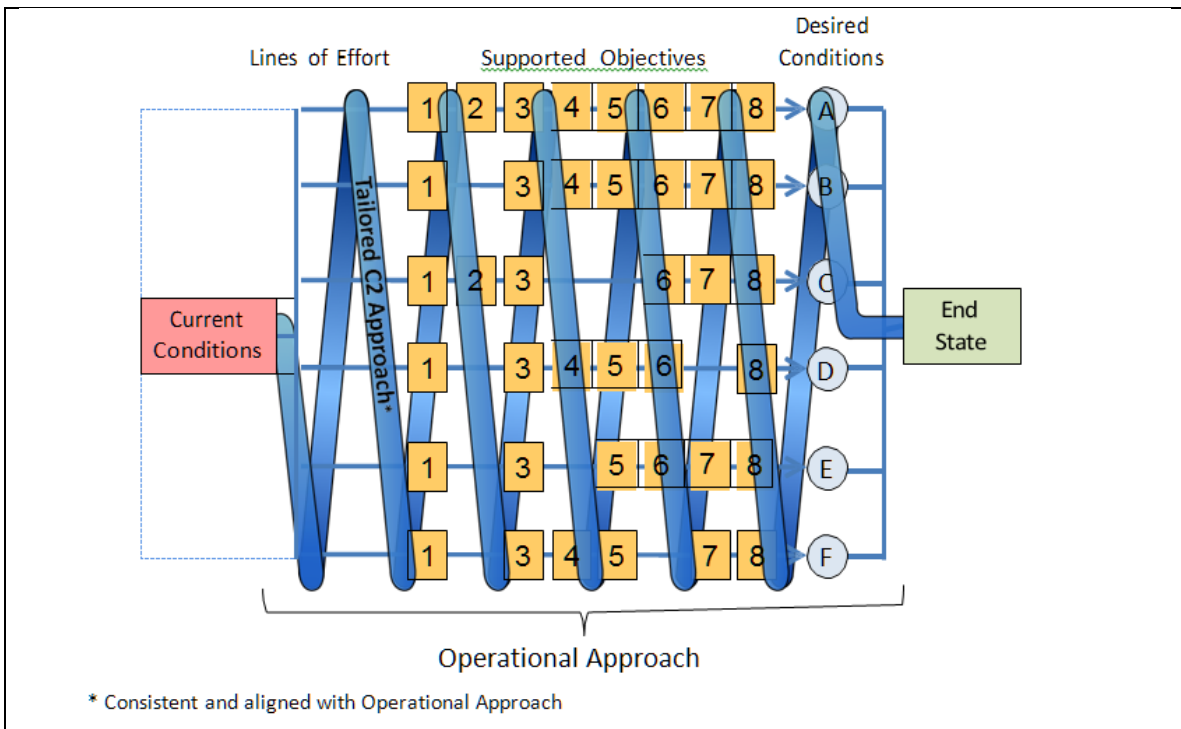 Lines of Effort
Supported Objectives
Desired
Conditions
1 2 3 4 5 6 7 8 A
1 3 4 5 6 7 8 B
1 2 3 6 7 8 C
1 3 4 5 6 8 D
1 3 5 6 7 8 E
1 3 4 5 7 8 F
Tailored C2 Approach*
Current
Conditions
End
State
Operational Approach
* Consistent and aligned with Operational Approach